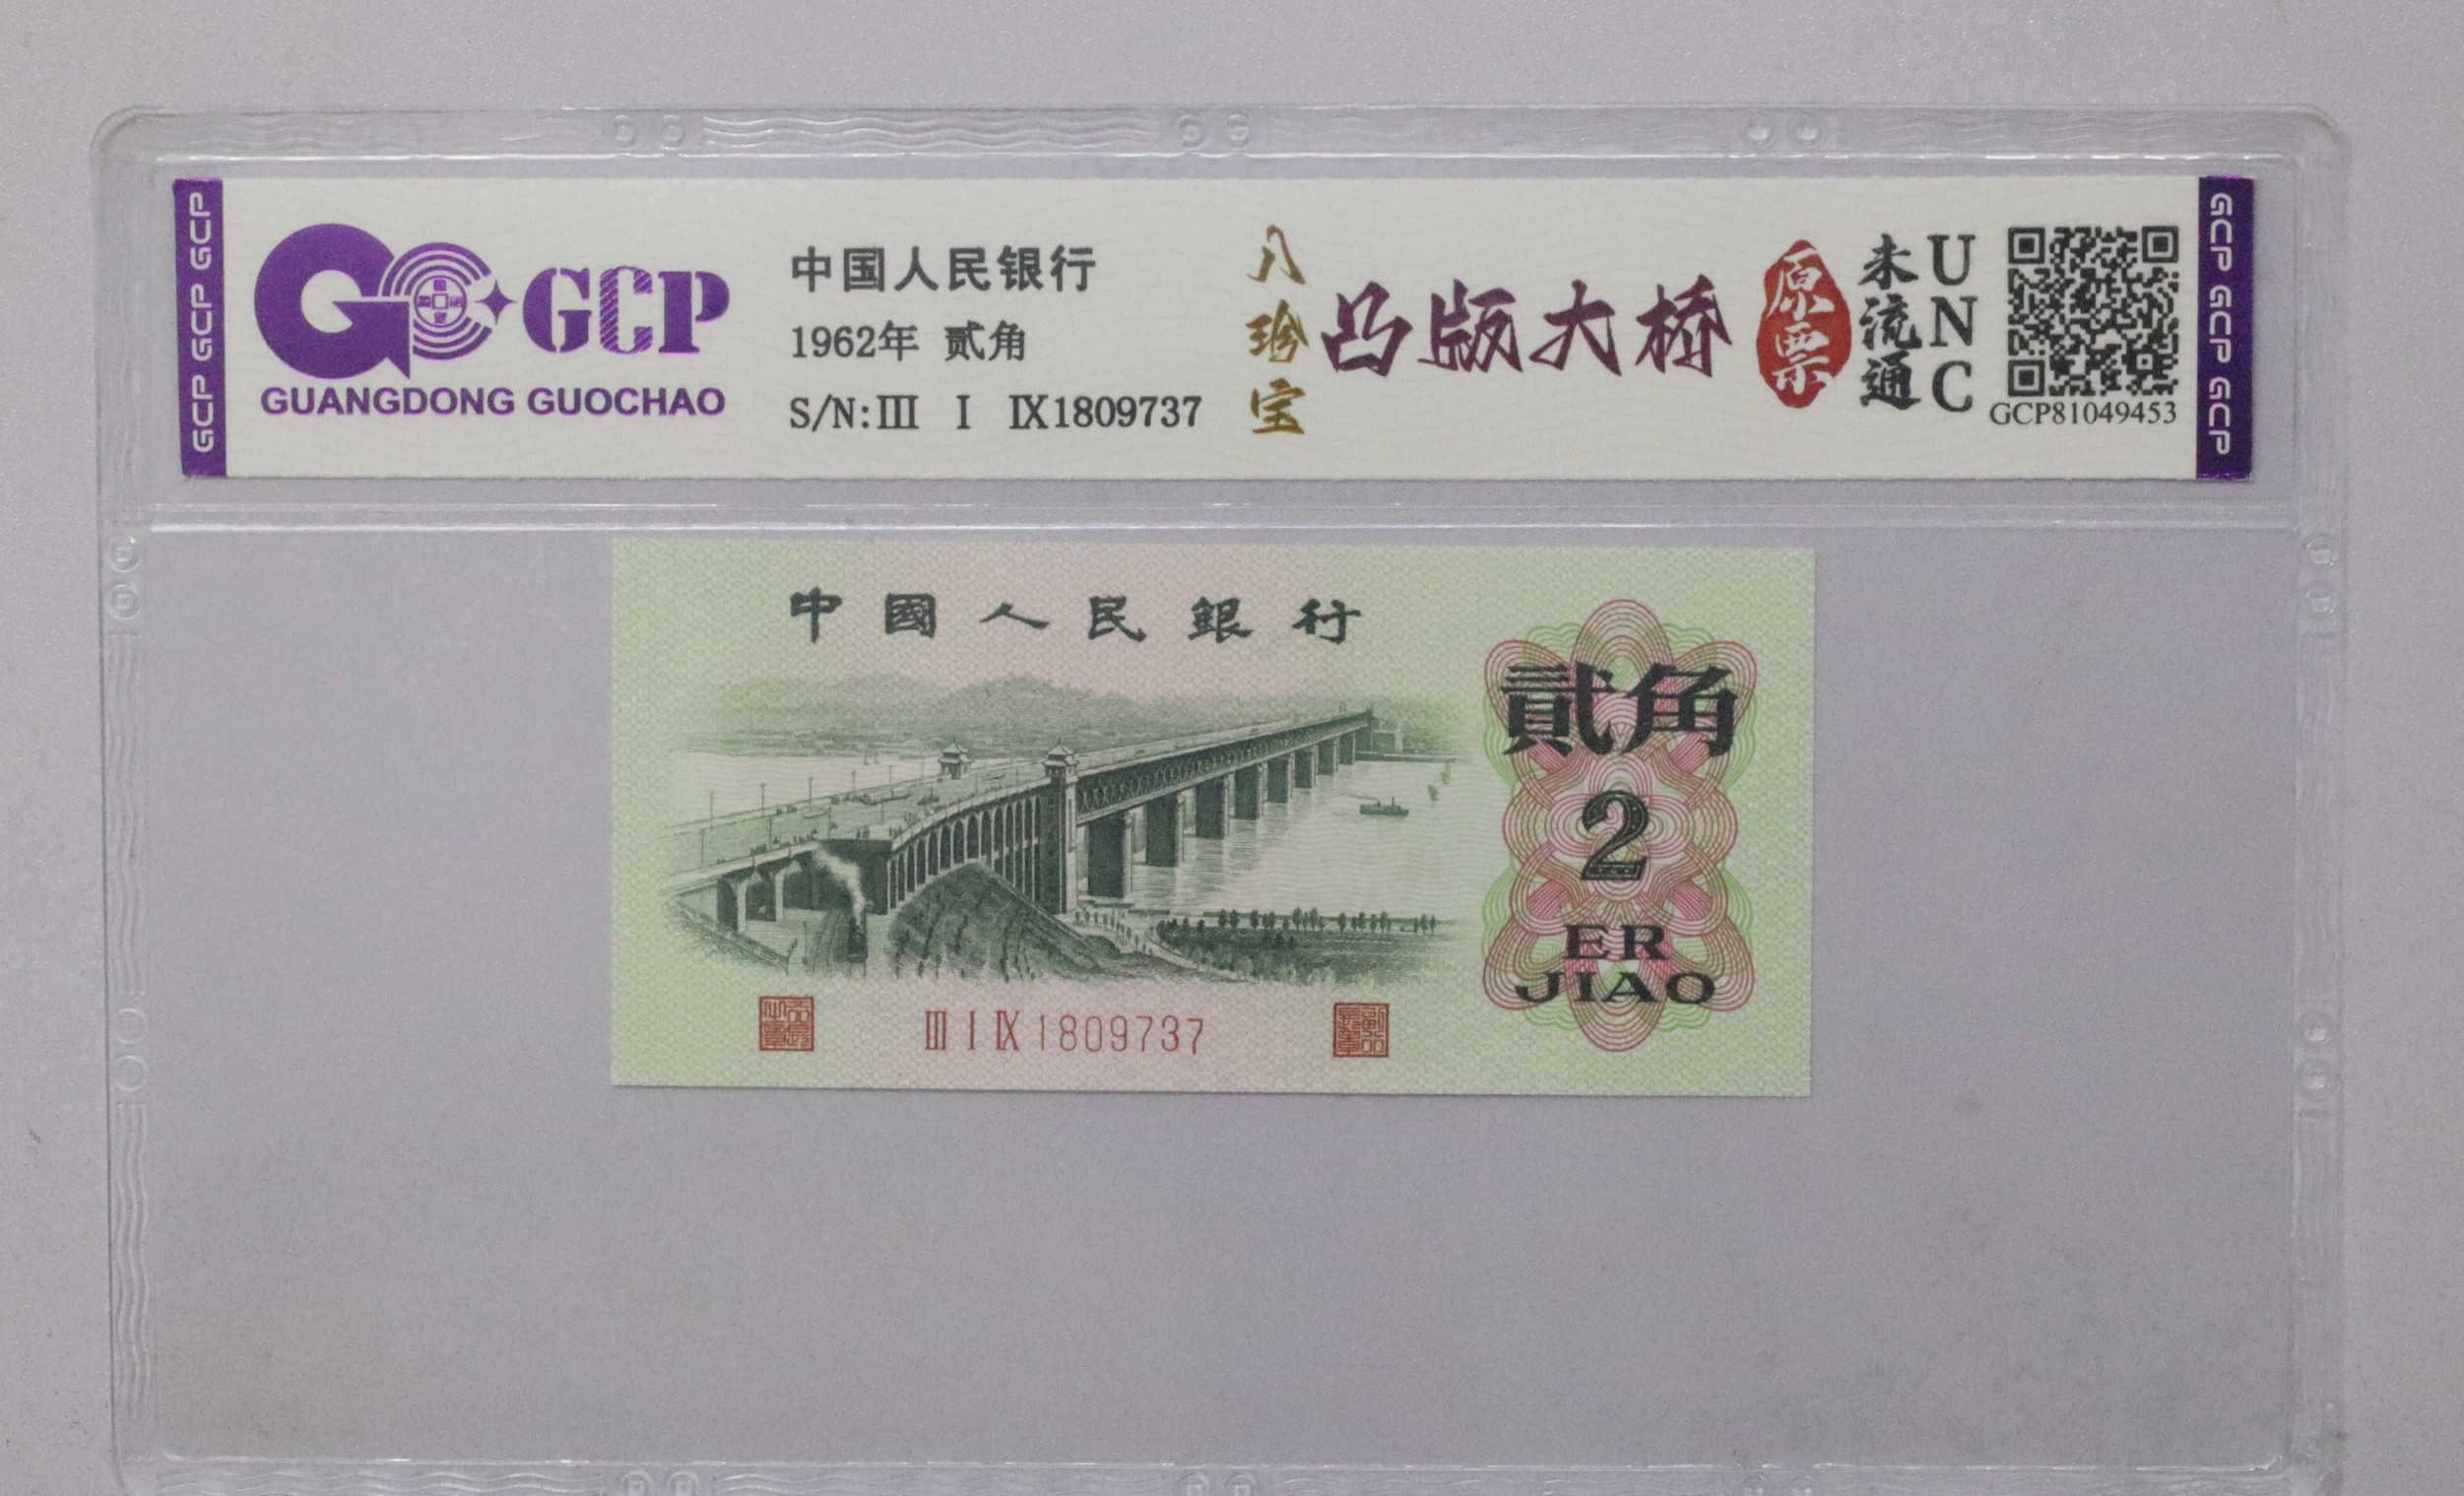 GCP GCP GCP
GCP
GUANGDONG GUOCHAO
中国人民银行
1962年 贰角
S/N:III I IX1809737
八珍宝
凸版大桥
原票
未流通
UNC
GCP81049453
GCP GCP GCP
中國人民銀行
貳角
2
ER
JIAO
III I IX 1809737